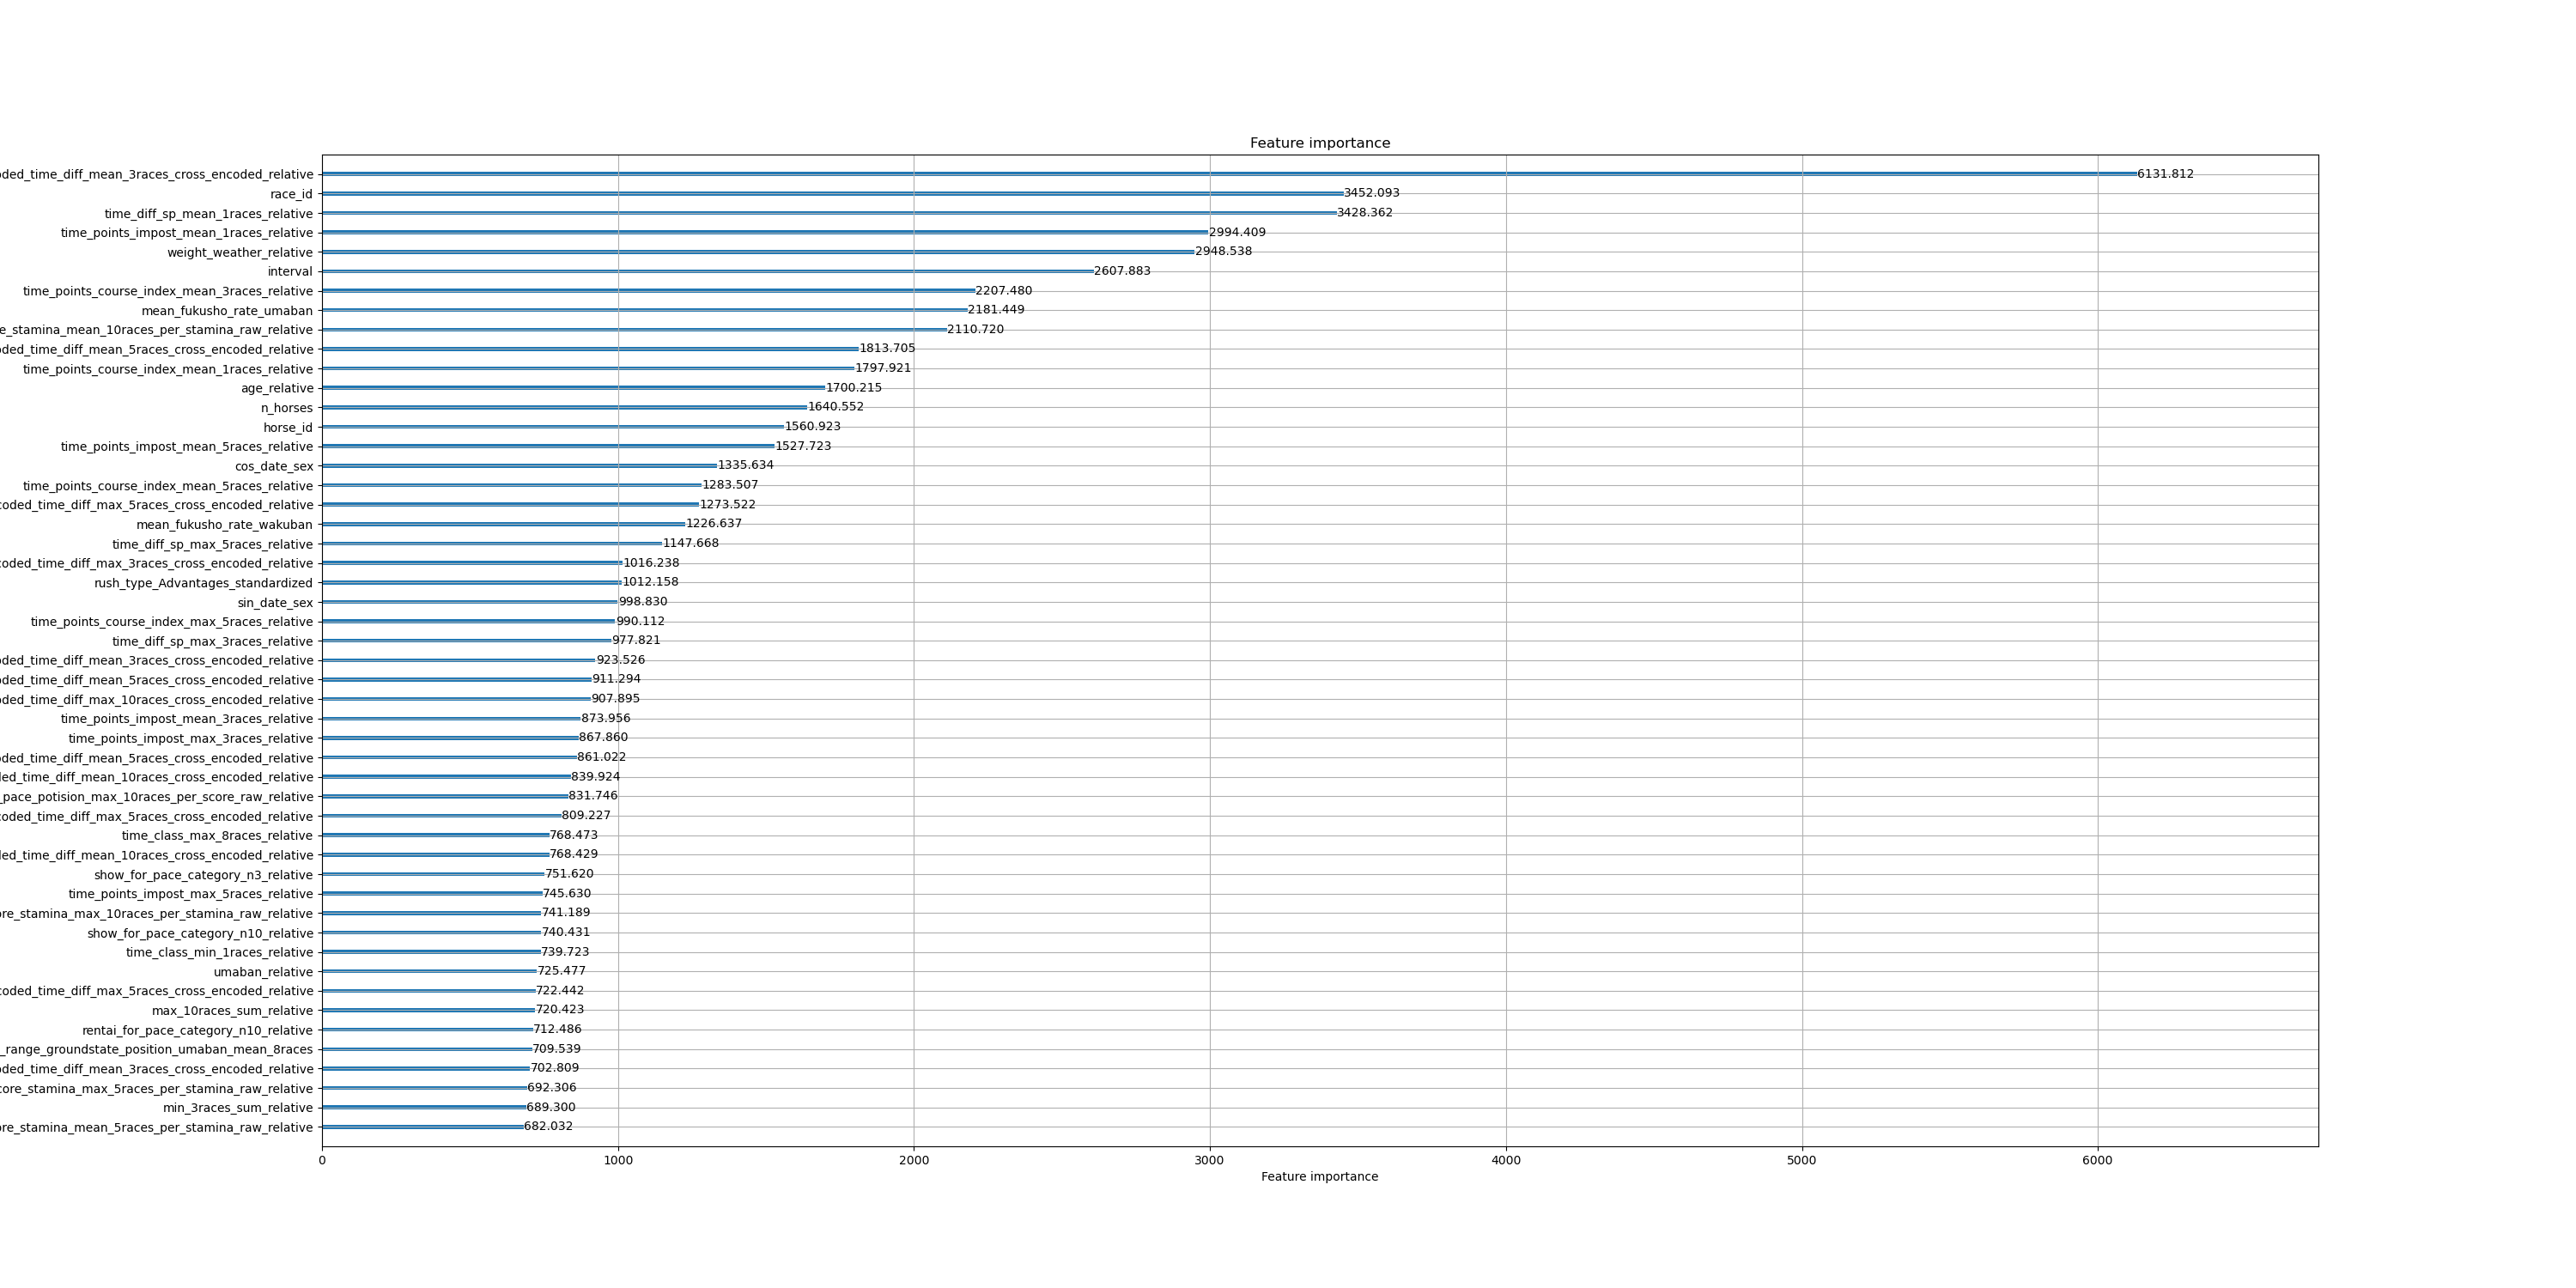 Feature importance
ded_time_diff_mean_3races_cross_encoded_relative 6131.812
race_id 3452.093
time_diff_sp_mean_1races_relative 3428.362
time_points_impost_mean_1races_relative 2994.409
weight_weather_relative 2948.538
interval 2607.883
time_points_course_index_mean_3races_relative 2207.480
mean_fukusho_rate_umaban 2181.449
e_stamina_mean_10races_per_stamina_raw_relative 2110.720
ded_time_diff_mean_5races_cross_encoded_relative 1813.705
time_points_course_index_mean_1races_relative 1797.921
age_relative 1700.215
n_horses 1640.552
horse_id 1560.923
time_points_impost_mean_5races_relative 1527.723
cos_date_sex 1335.634
time_points_course_index_mean_5races_relative 1283.507
coded_time_diff_max_5races_cross_encoded_relative 1273.522
mean_fukusho_rate_wakuban 1226.637
time_diff_sp_max_5races_relative 1147.668
coded_time_diff_max_3races_cross_encoded_relative 1016.238
rush_type_Advantages_standardized 1012.158
sin_date_sex 998.830
time_points_course_index_max_5races_relative 990.112
time_diff_sp_max_3races_relative 977.821
ded_time_diff_mean_3races_cross_encoded_relative 923.526
ded_time_diff_mean_5races_cross_encoded_relative 911.294
ded_time_diff_max_10races_cross_encoded_relative 907.895
time_points_impost_mean_3races_relative 873.956
time_points_impost_max_3races_relative 867.860
ded_time_diff_mean_5races_cross_encoded_relative 861.022
led_time_diff_mean_10races_cross_encoded_relative 839.924
_pace_potision_max_10races_per_score_raw_relative 831.746
coded_time_diff_max_5races_cross_encoded_relative 809.227
time_class_max_8races_relative 768.473
led_time_diff_mean_10races_cross_encoded_relative 768.429
show_for_pace_category_n3_relative 751.620
time_points_impost_max_5races_relative 745.630
ore_stamina_max_10races_per_stamina_raw_relative 741.189
show_for_pace_category_n10_relative 740.431
time_class_min_1races_relative 739.723
umaban_relative 725.477
coded_time_diff_max_5races_cross_encoded_relative 722.442
max_10races_sum_relative 720.423
rentai_for_pace_category_n10_relative 712.486
_range_groundstate_position_umaban_mean_8races 709.539
ded_time_diff_mean_3races_cross_encoded_relative 702.809
core_stamina_max_5races_per_stamina_raw_relative 692.306
min_3races_sum_relative 689.300
ore_stamina_mean_5races_per_stamina_raw_relative 682.032
0 1000 2000 3000 4000 5000 6000
Feature importance